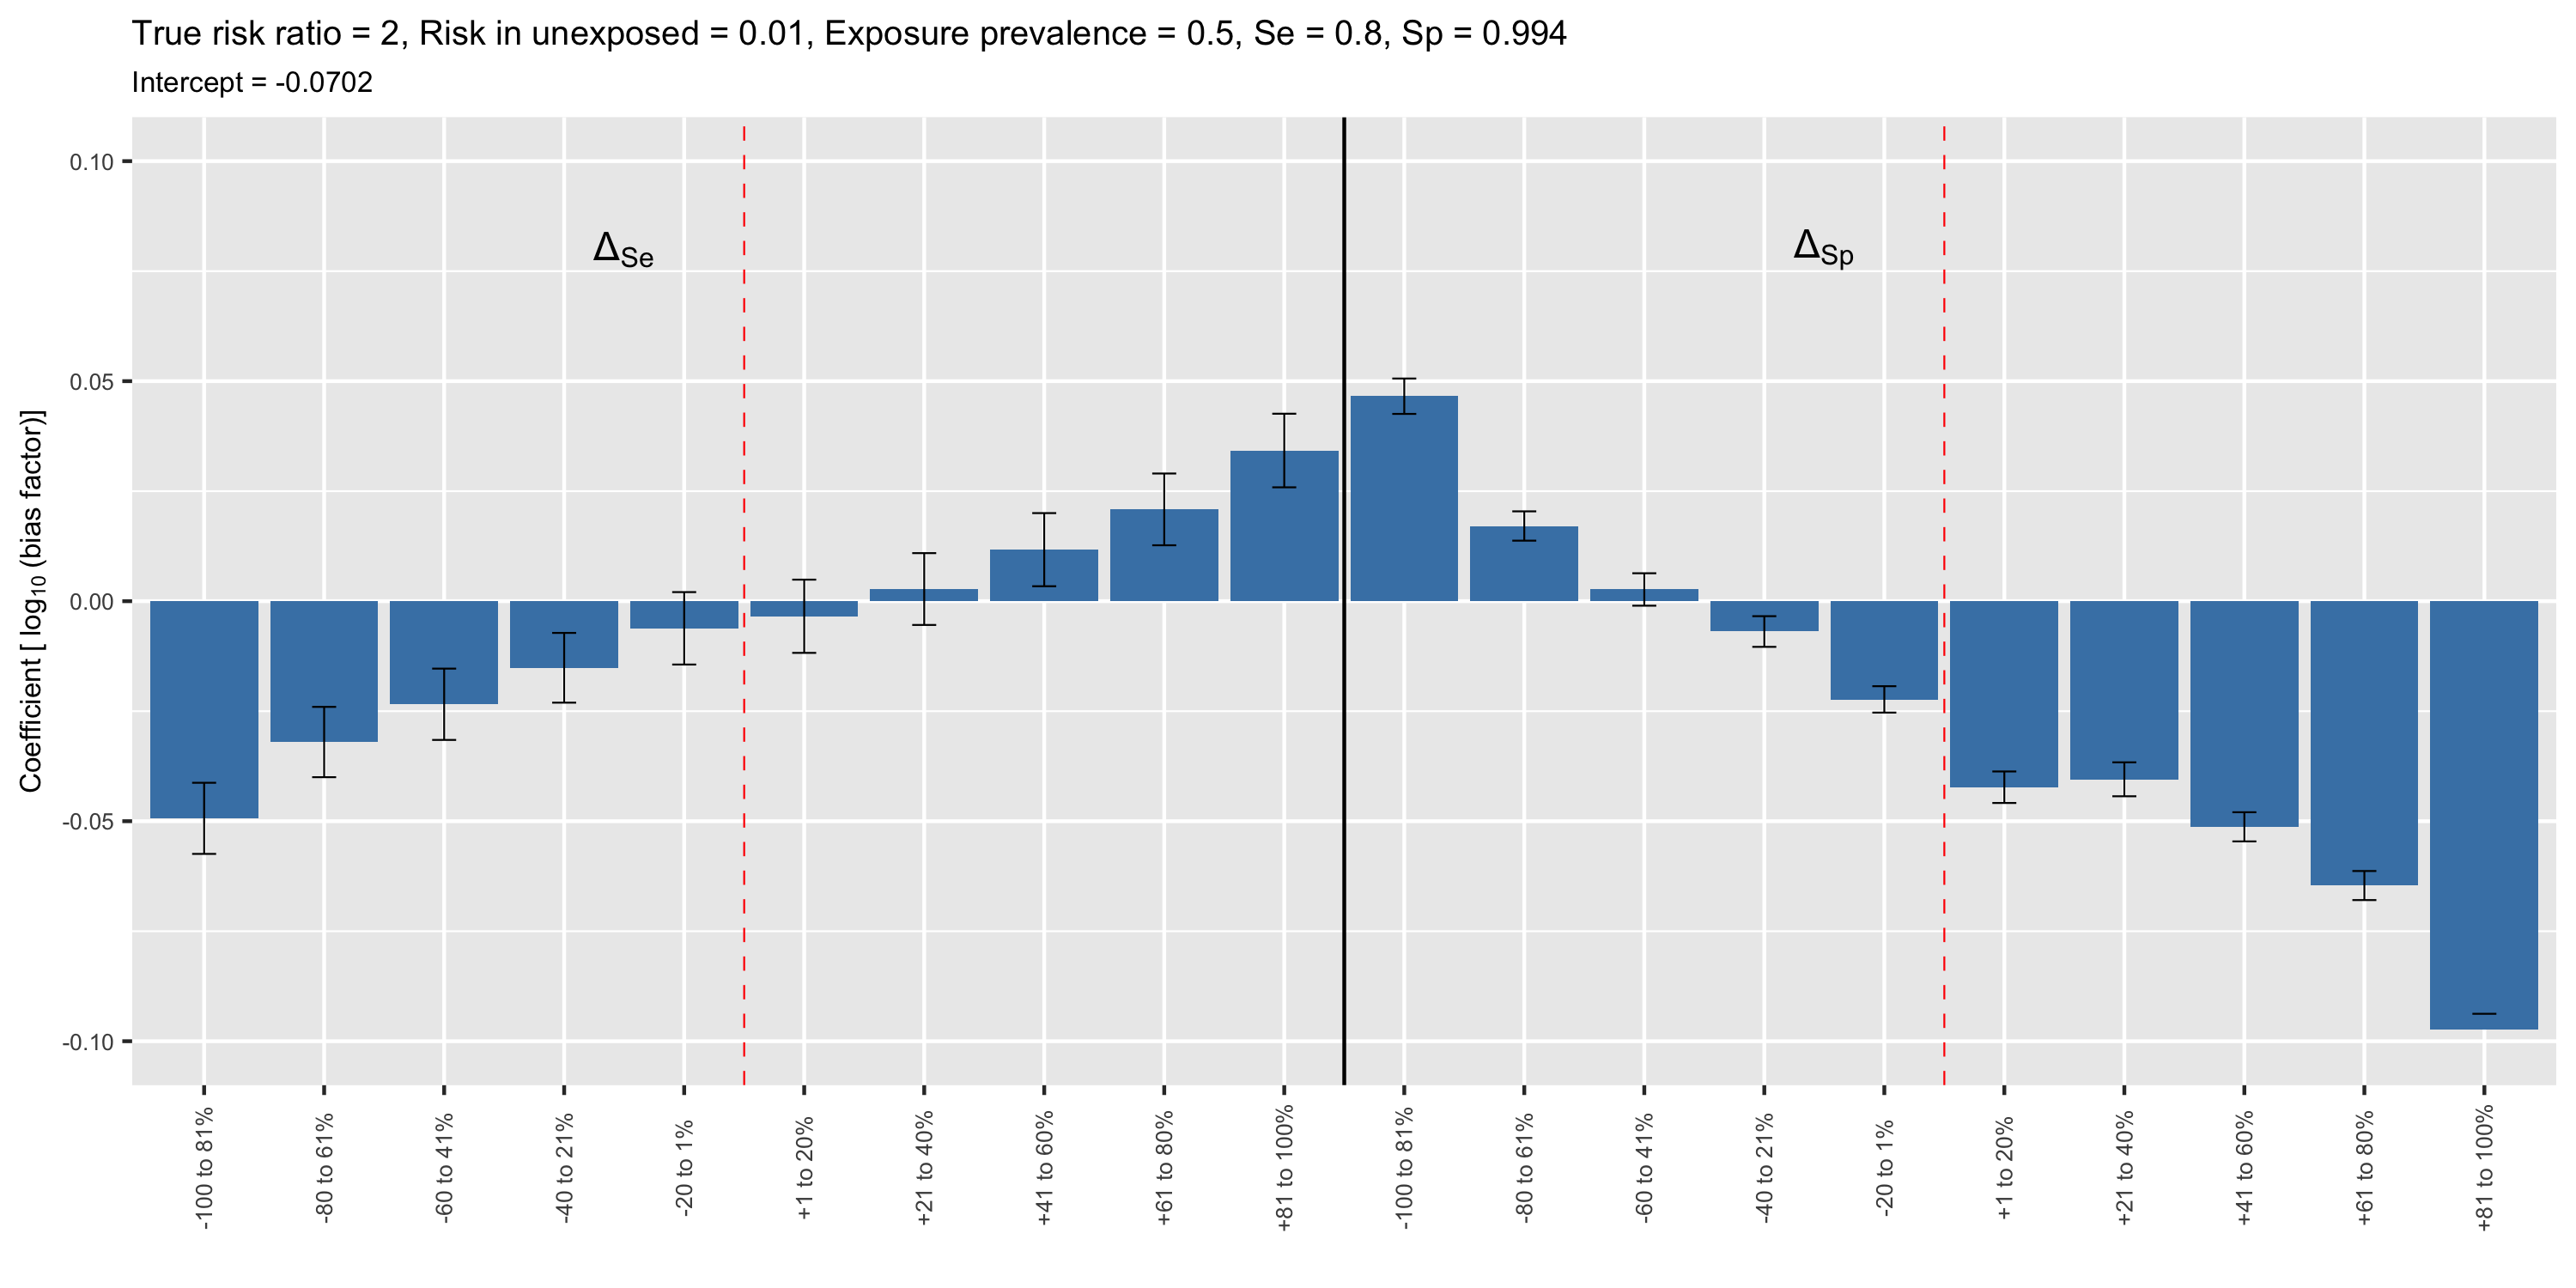 True risk ratio = 2, Risk in unexposed = 0.01, Exposure prevalence = 0.5, Se = 0.8, Sp = 0.994
Intercept = -0.0702
Coefficient [ log₁₀ (bias factor)]
0.10
0.05
0.00
-0.05
-0.10
Δ_Se
Δ_Sp
-100 to 81%
-80 to 61%
-60 to 41%
-40 to 21%
-20 to 1%
+1 to 20%
+21 to 40%
+41 to 60%
+61 to 80%
+81 to 100%
-100 to 81%
-80 to 61%
-60 to 41%
-40 to 21%
-20 to 1%
+1 to 20%
+21 to 40%
+41 to 60%
+61 to 80%
+81 to 100%